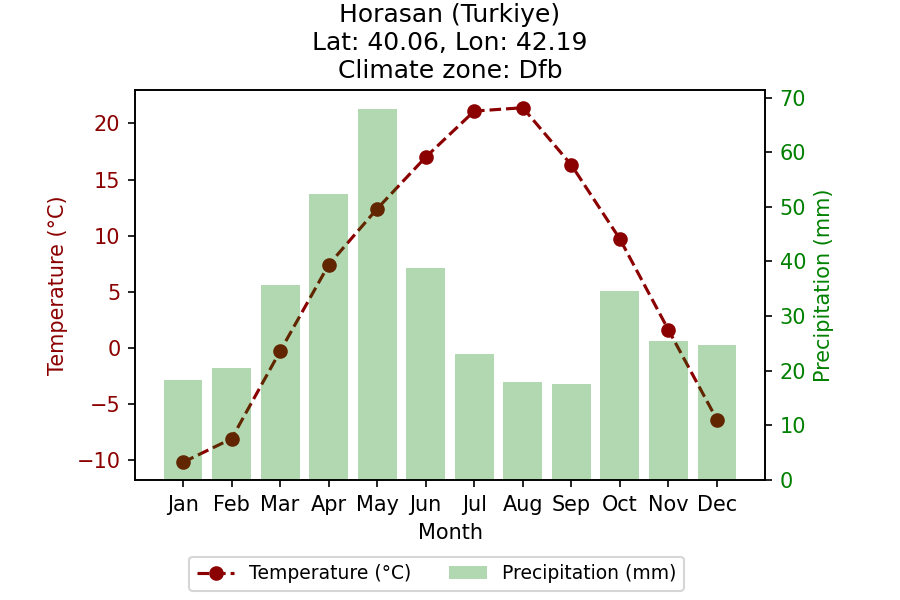 Horasan (Turkiye)
Lat: 40.06, Lon: 42.19
Climate zone: Dfb
Temperature (°C)
20
15
10
5
0
−5
−10
70
60
50
40
30
20
10
0
Precipitation (mm)
Jan Feb Mar Apr May Jun Jul Aug Sep Oct Nov Dec
Month
Temperature (°C) Precipitation (mm)